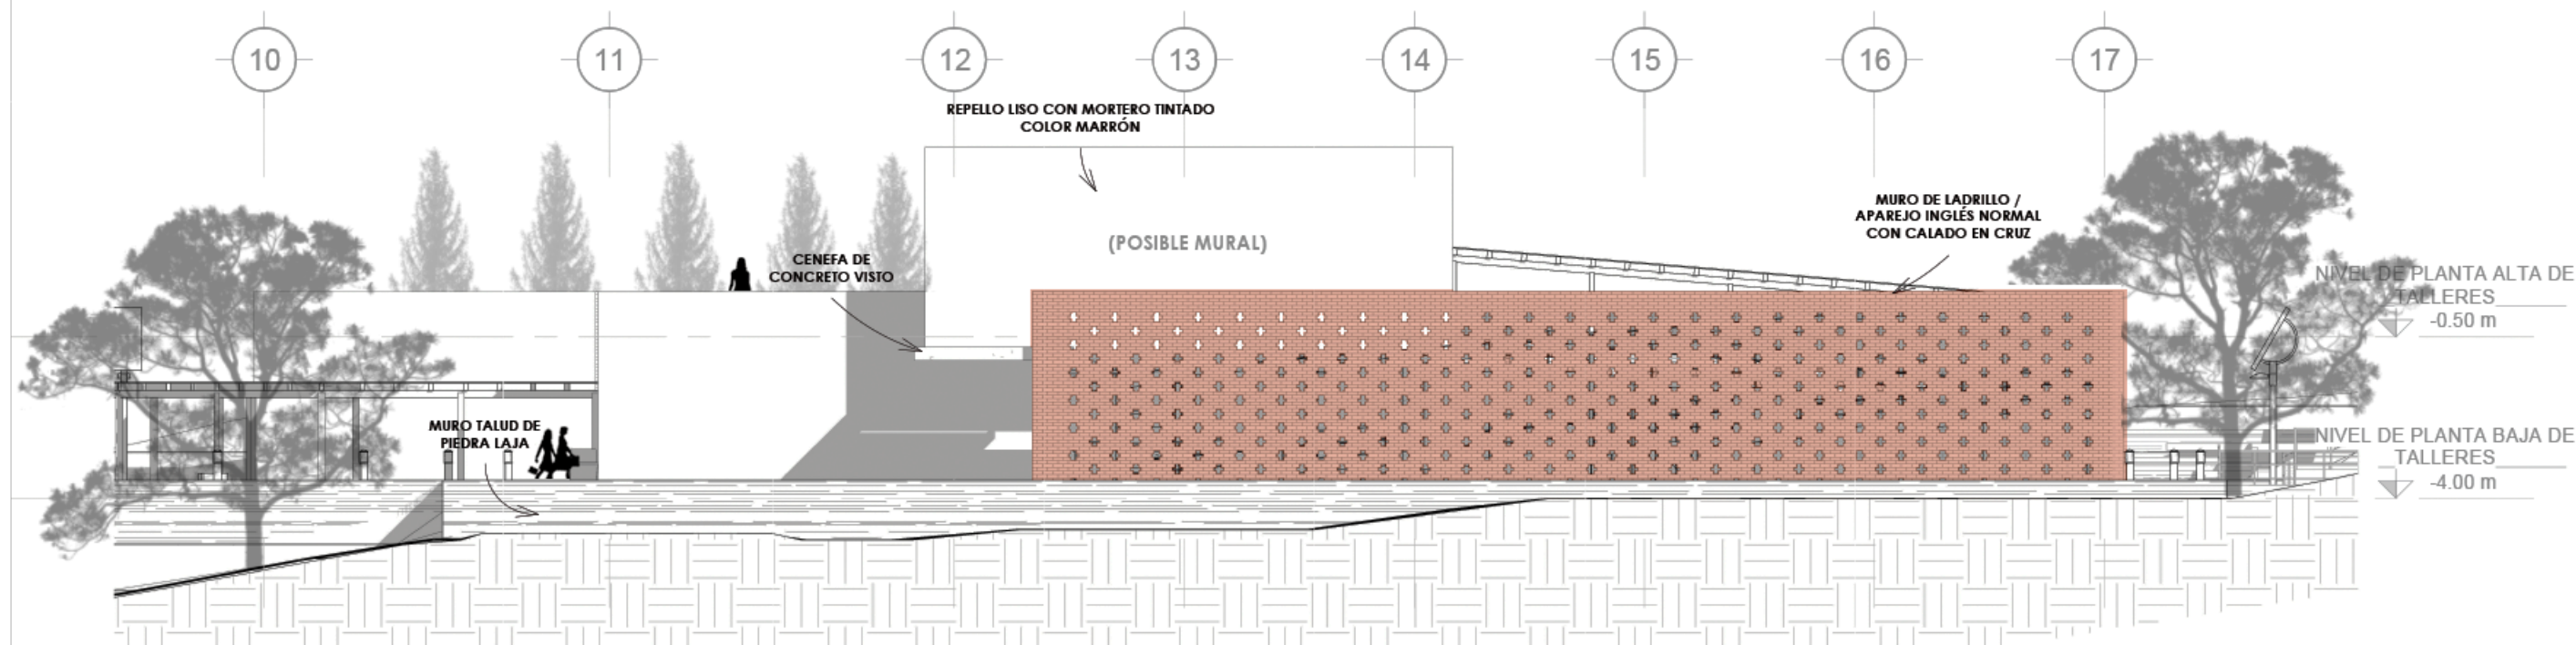 10
11
12
13
14
15
16
17
REPELLO LISO CON MORTERO TINTADO
COLOR MARRÓN
(POSIBLE MURAL)
MURO DE LADRILLO /
APAREJO INGLÉS NORMAL
CON CALADO EN CRUZ
CENEFA DE
CONCRETO VISTO
NIVEL DE PLANTA ALTA DE
TALLERES
-0.50 m
MURO TALUD DE
PIEDRA LAJA
NIVEL DE PLANTA BAJA DE
TALLERES
-4.00 m